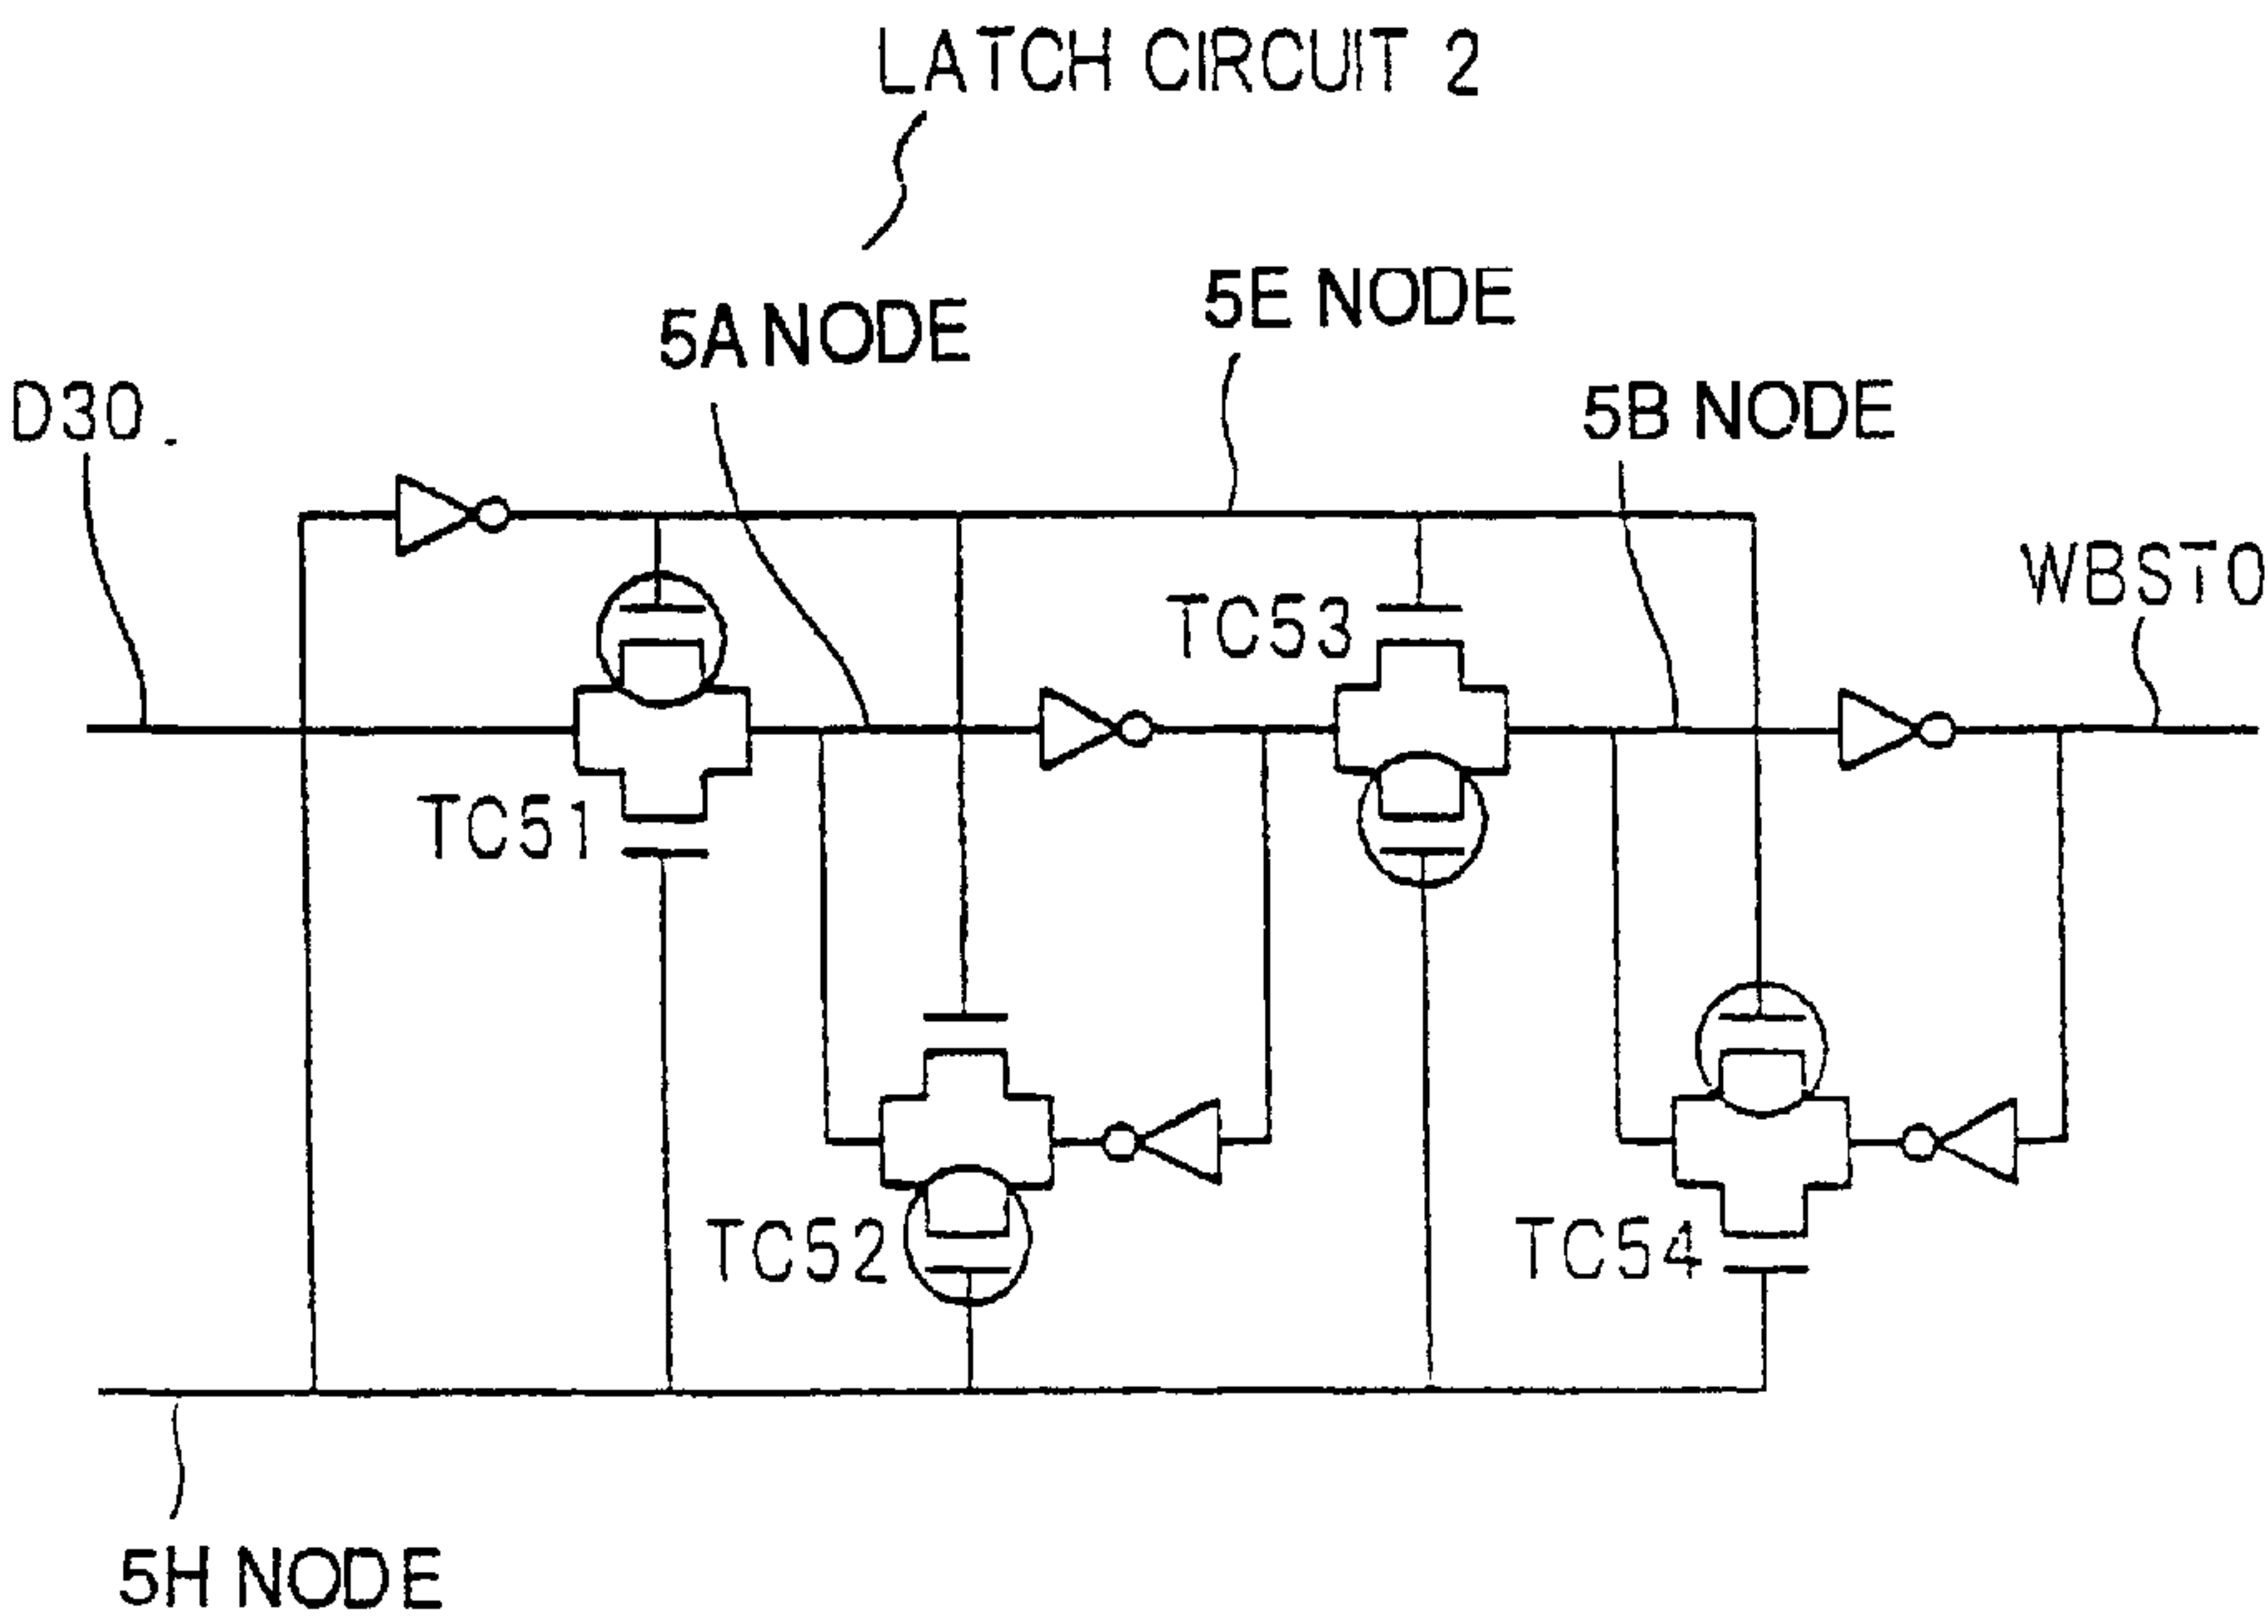 LATCH CIRCUIT 2
5E NODE
5A NODE
D30
5B NODE
WBST0
TC53
TC51
TC52
TC54
5H NODE